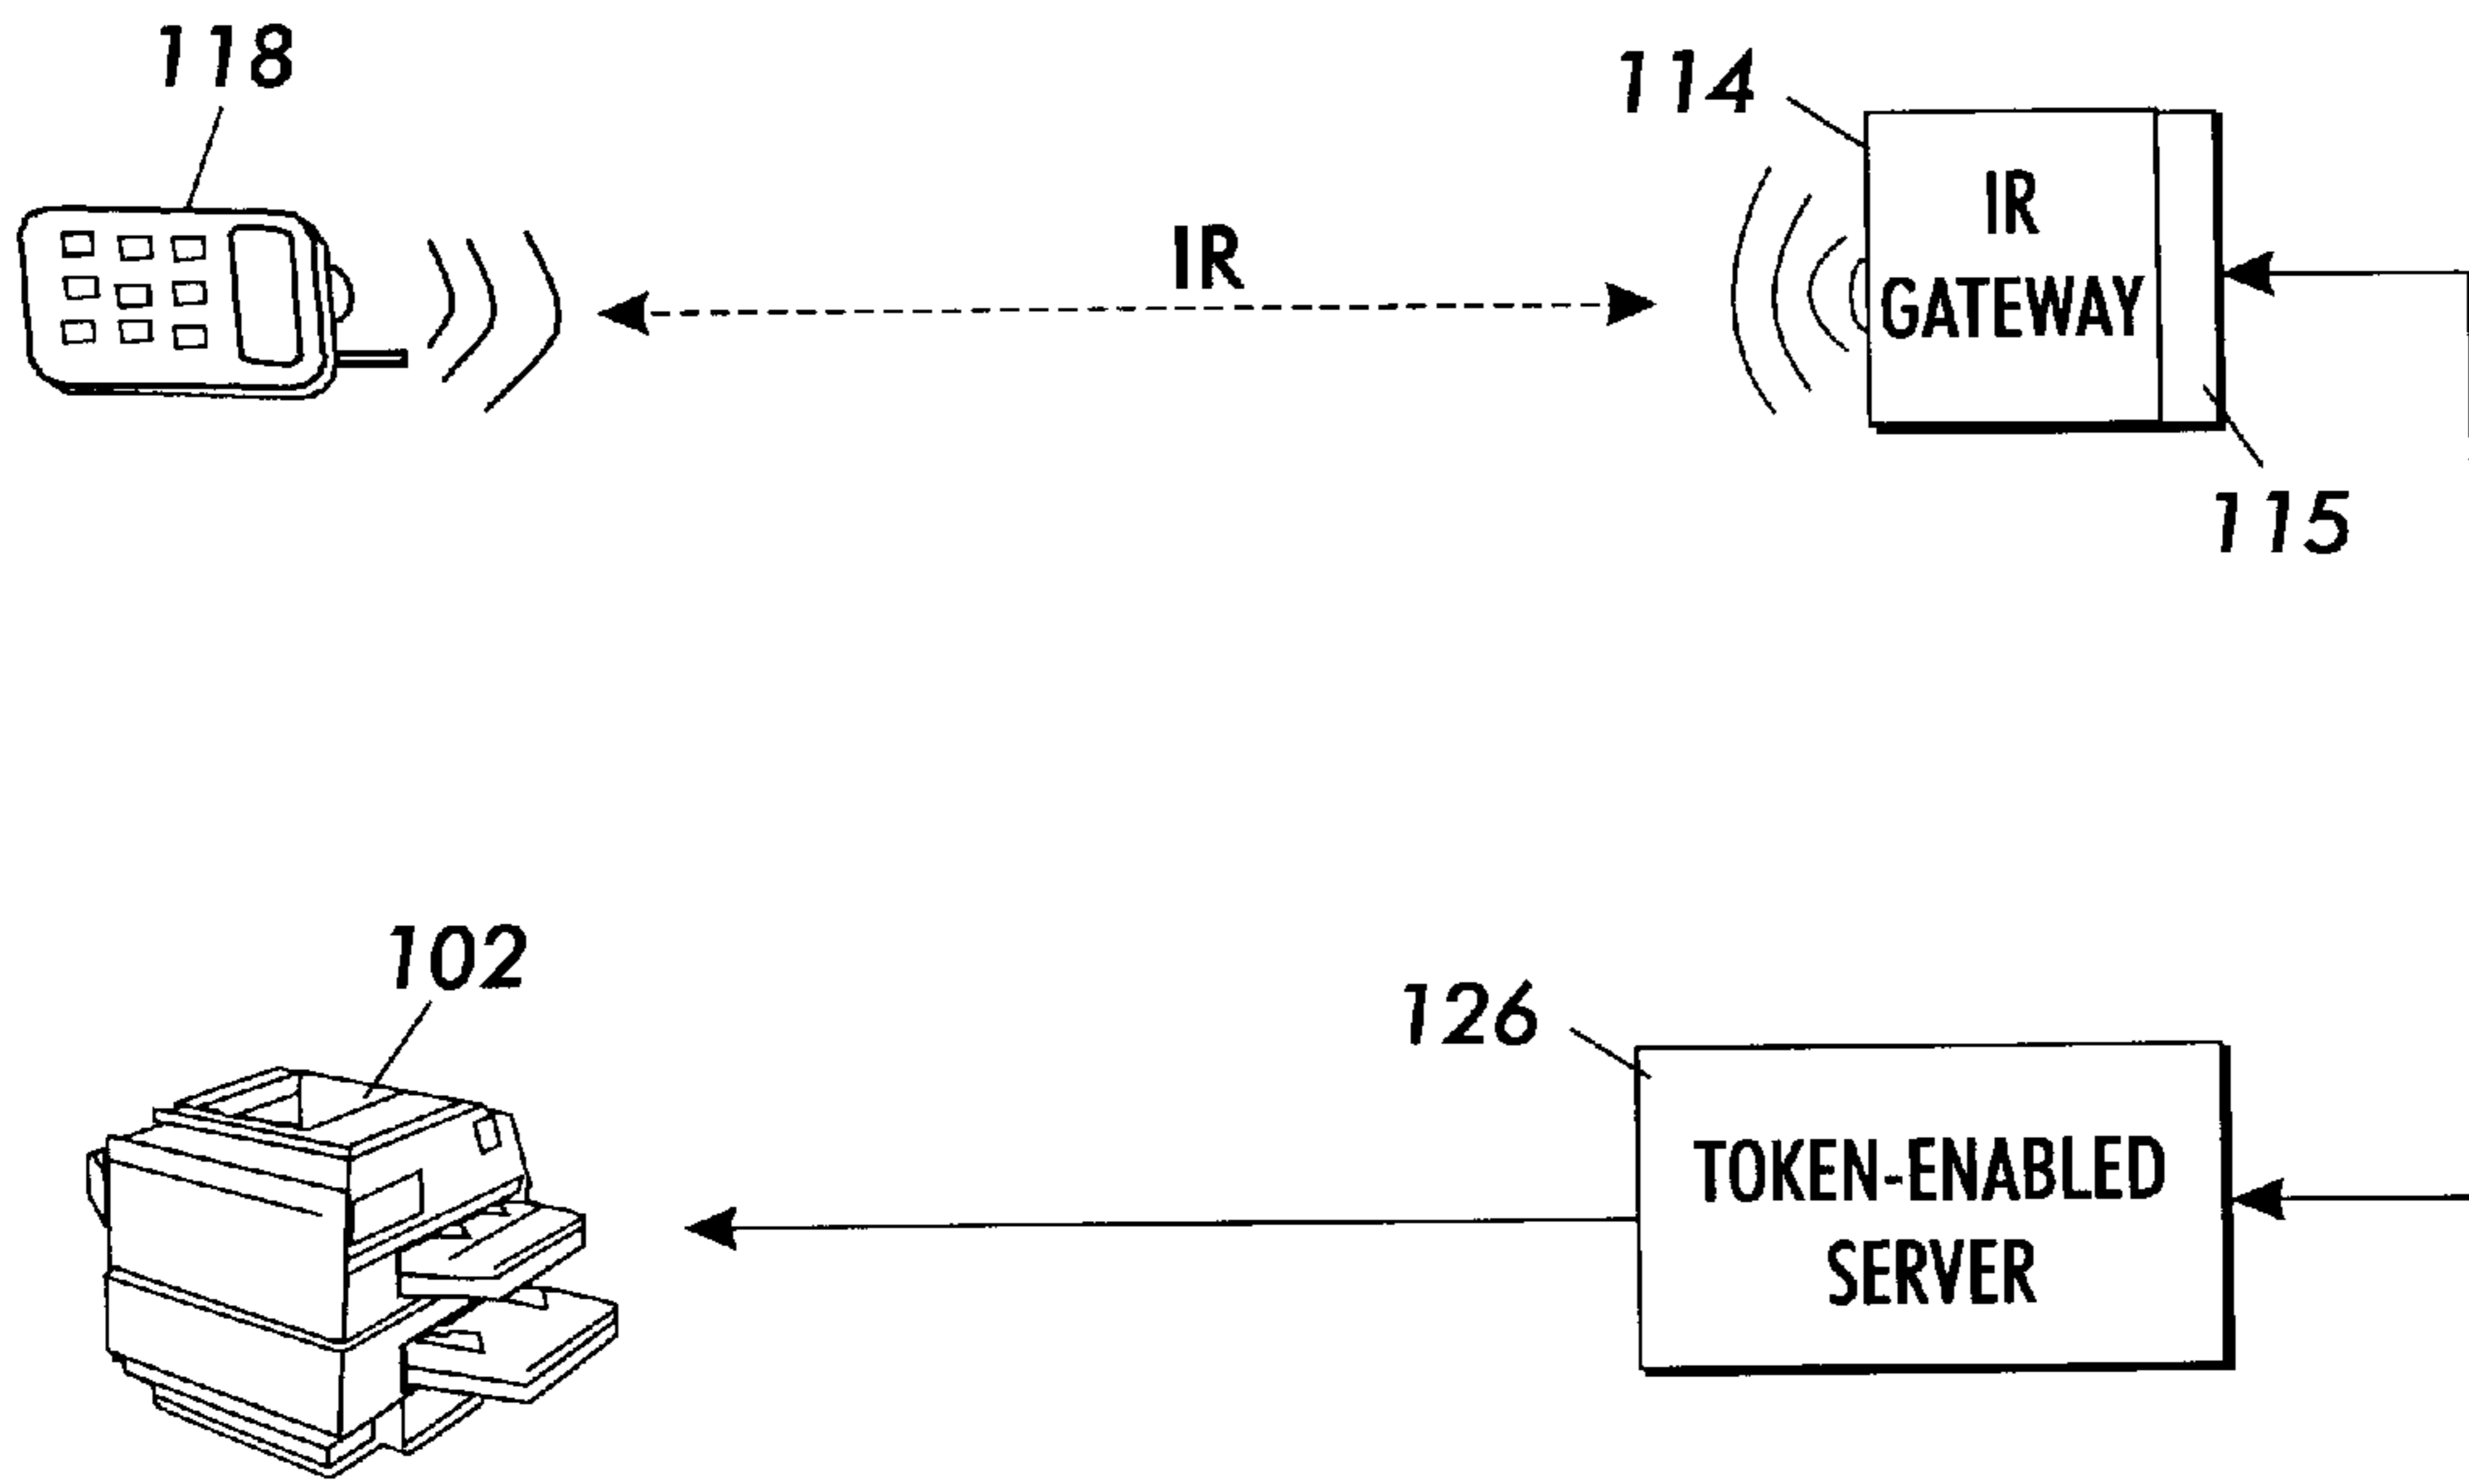 118
114
IR
IR
GATEWAY
115
102
126
TOKEN-ENABLED
SERVER